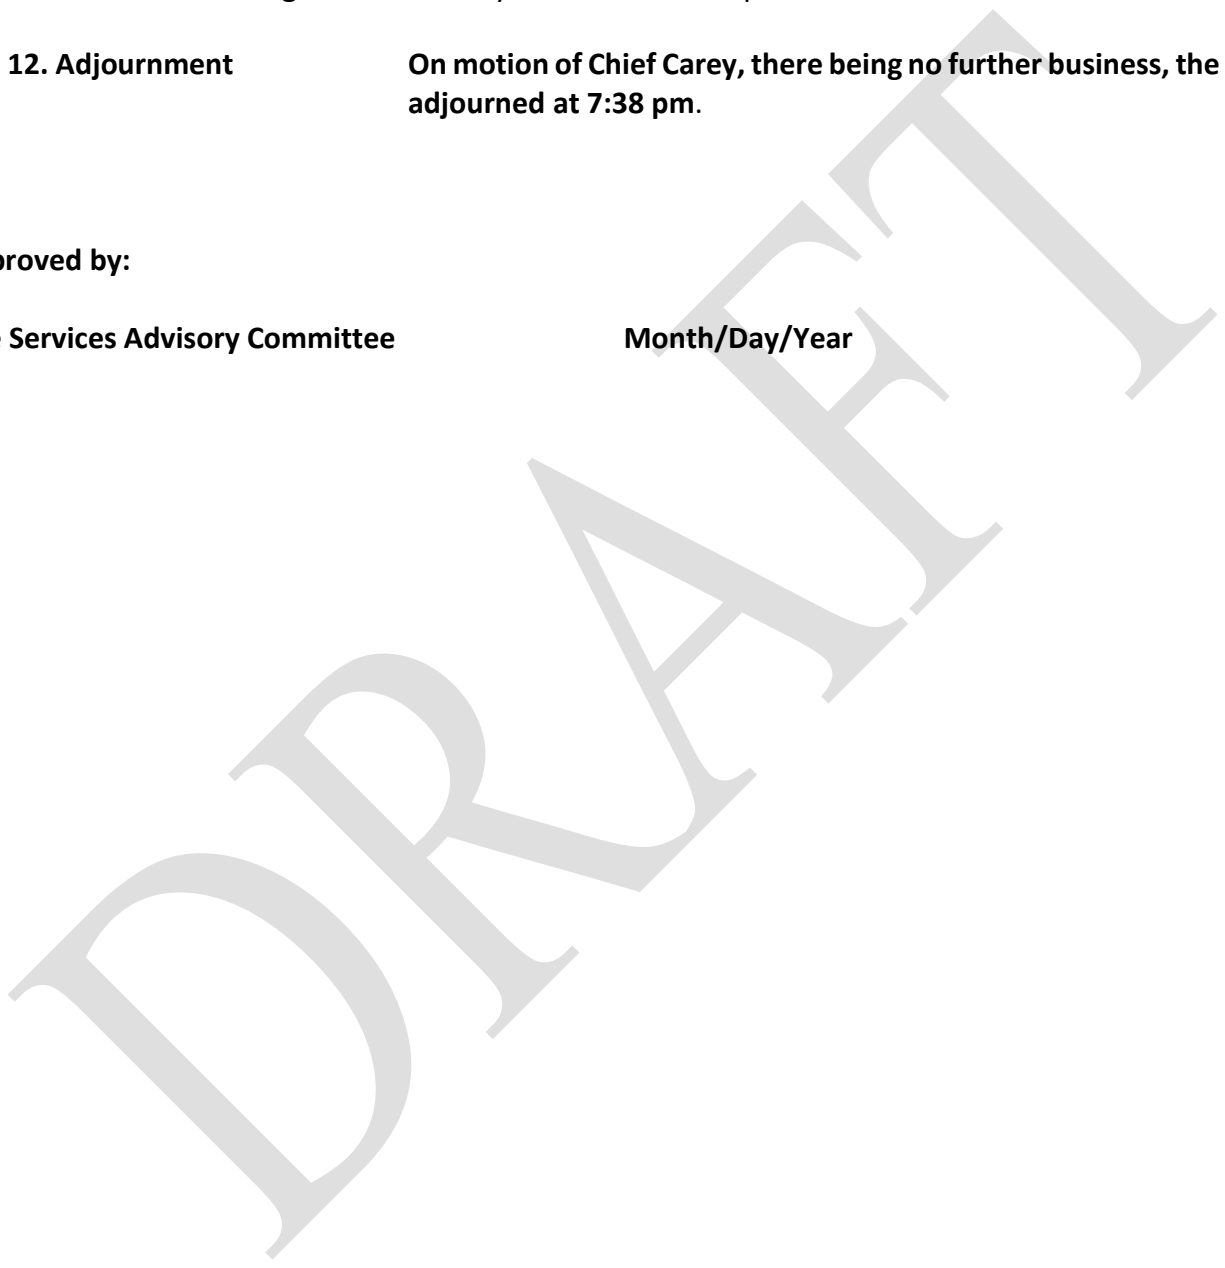 12. Adjournment On motion of Chief Carey, there being no further business, the
adjourned at 7:38 pm.
proved by:
Services Advisory Committee Month/Day/Year
DRAFT